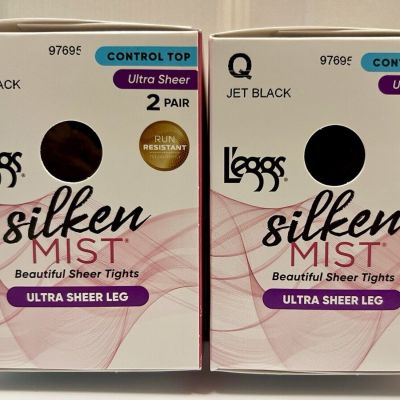 97695
CONTROL TOP
ACK
Ultra Sheer
2 PAIR
RUN
RESISTANT
ggs®
silken
MIST®
Beautiful Sheer Tights
ULTRA SHEER LEG
Q
97695
CONT
U
JET BLACK
L'eggs®
silken
MIST®
Beautiful Sheer Tights
ULTRA SHEER LEG